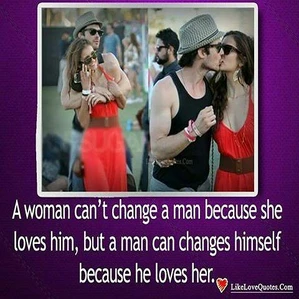 A woman can't change a man because she
loves him, but a man can changes himself
because he loves her.
LikeLoveQuotes.Com